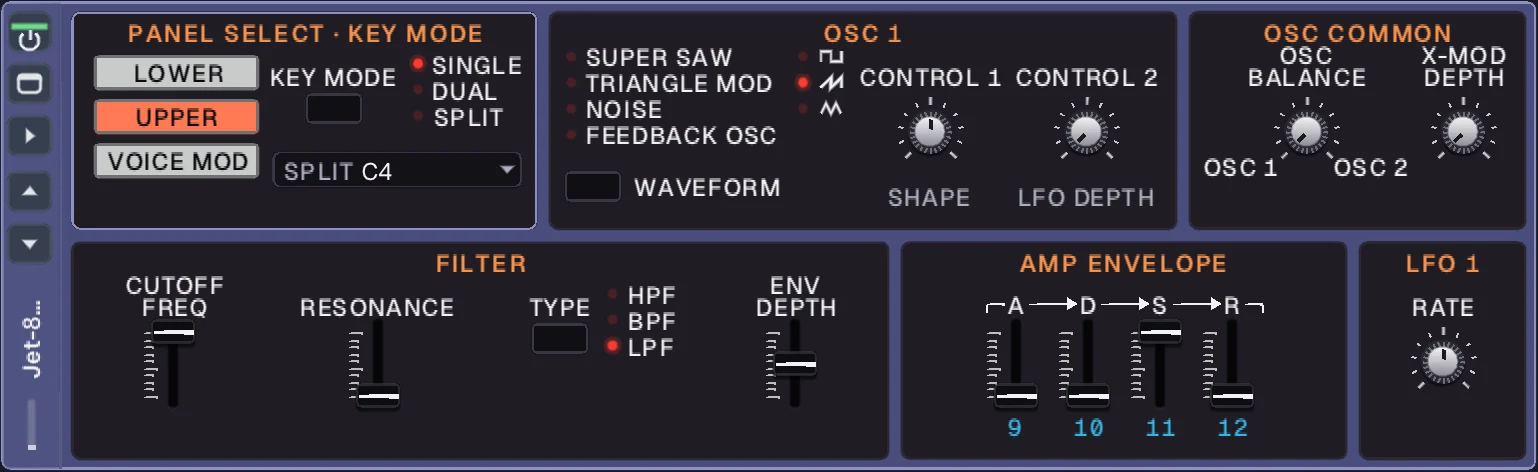 PANEL SELECT · KEY MODE
LOWER
UPPER
VOICE MOD
KEY MODE
SINGLE
DUAL
SPLIT
SPLIT C4
OSC 1
SUPER SAW
TRIANGLE MOD
NOISE
FEEDBACK OSC
WAVEFORM
CONTROL 1
CONTROL 2
SHAPE
LFO DEPTH
OSC COMMON
OSC
BALANCE
X-MOD
DEPTH
OSC 1
OSC 2
Jet-8...
FILTER
CUTOFF
FREQ
RESONANCE
TYPE
HPF
BPF
LPF
ENV
DEPTH
AMP ENVELOPE
A D S R
9 10 11 12
LFO 1
RATE